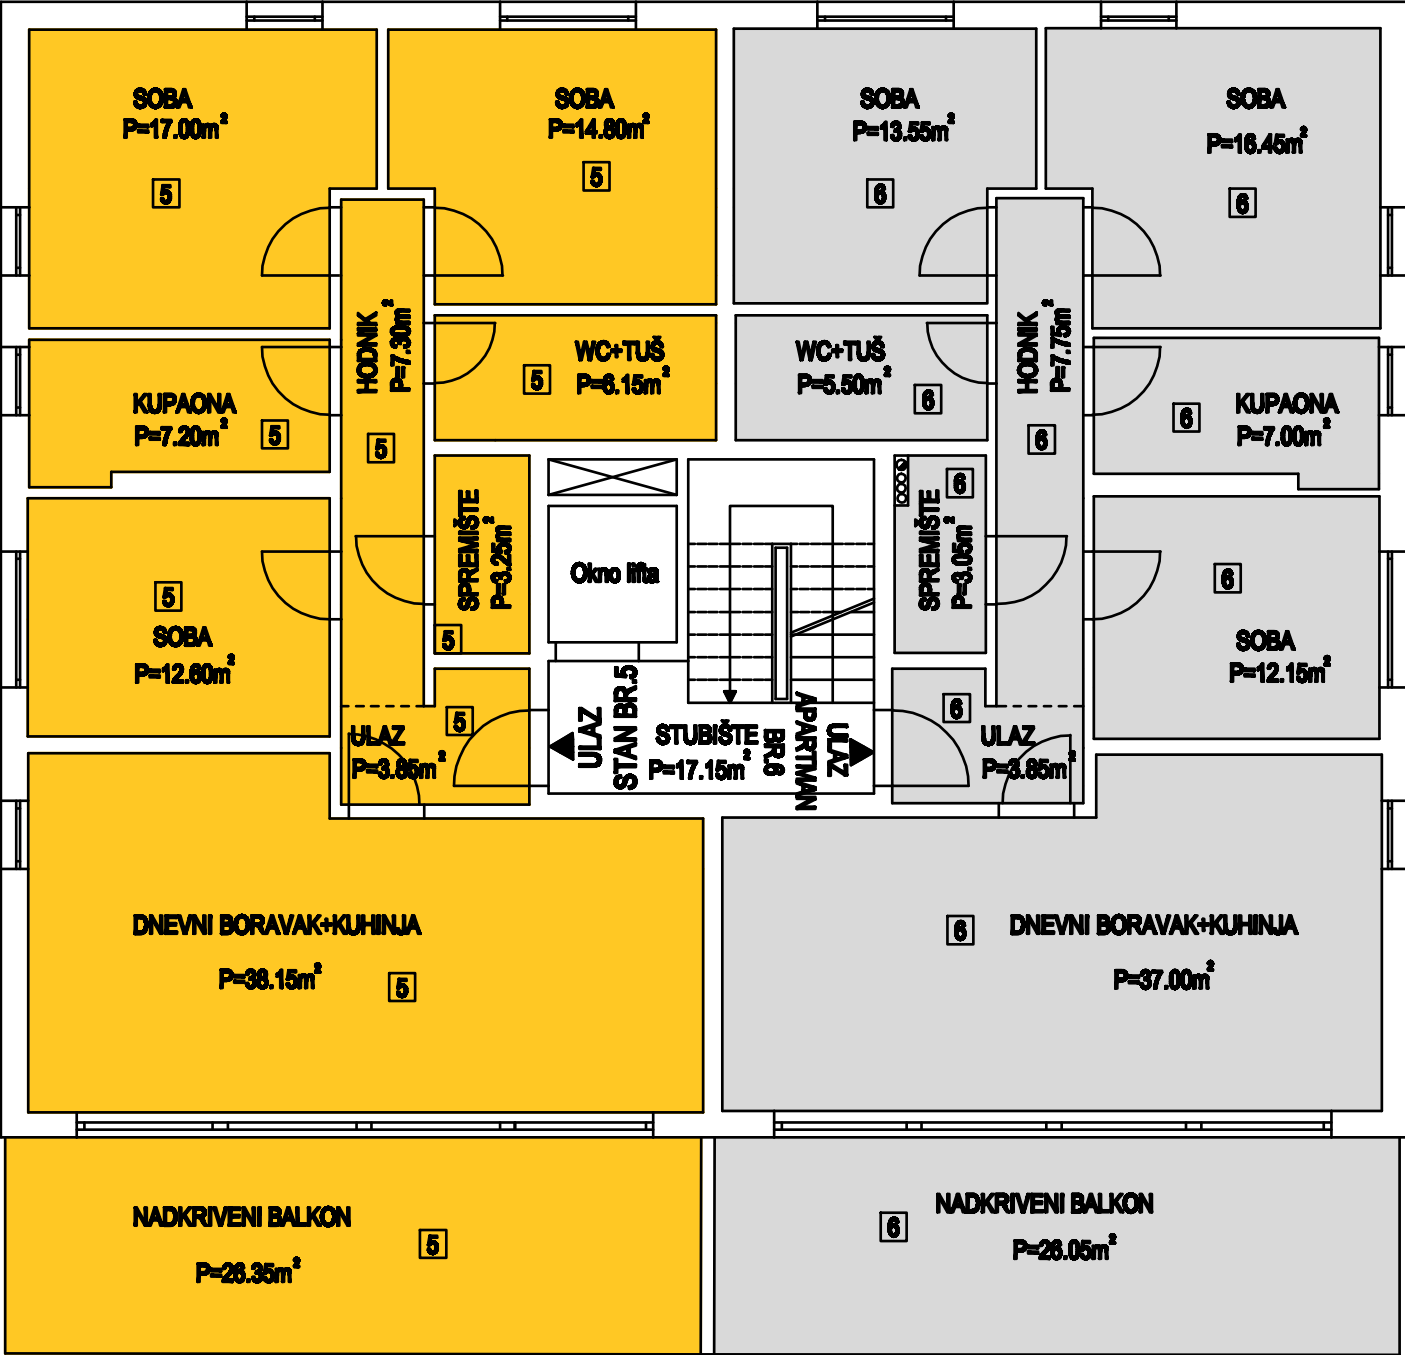 SOBA
P=17.00m²
5
SOBA
P=14.80m²
5
SOBA
P=13.55m²
6
SOBA
P=16.45m²
6
HODNIK
P=7.30m²
5
WC+TUŠ
P=6.15m²
5
WC+TUŠ
P=5.50m²
6
HODNIK
P=7.75m²
6
KUPAONA
P=7.20m²
5
KUPAONA
P=7.00m²
6
SPREMIŠTE
P=3.25m²
5
Okno lifta
SPREMIŠTE
P=3.05m²
6
5
SOBA
P=12.60m²
6
SOBA
P=12.15m²
5
ULAZ
P=3.85m²
ULAZ
STAN BR.5
STUBIŠTE
P=17.15m²
ULAZ
APARTMAN
BR.6
6
ULAZ
P=3.85m²
DNEVNI BORAVAK+KUHINJA
P=38.15m²
5
DNEVNI BORAVAK+KUHINJA
P=37.00m²
6
NADKRIVENI BALKON
P=26.35m²
5
NADKRIVENI BALKON
P=26.05m²
6